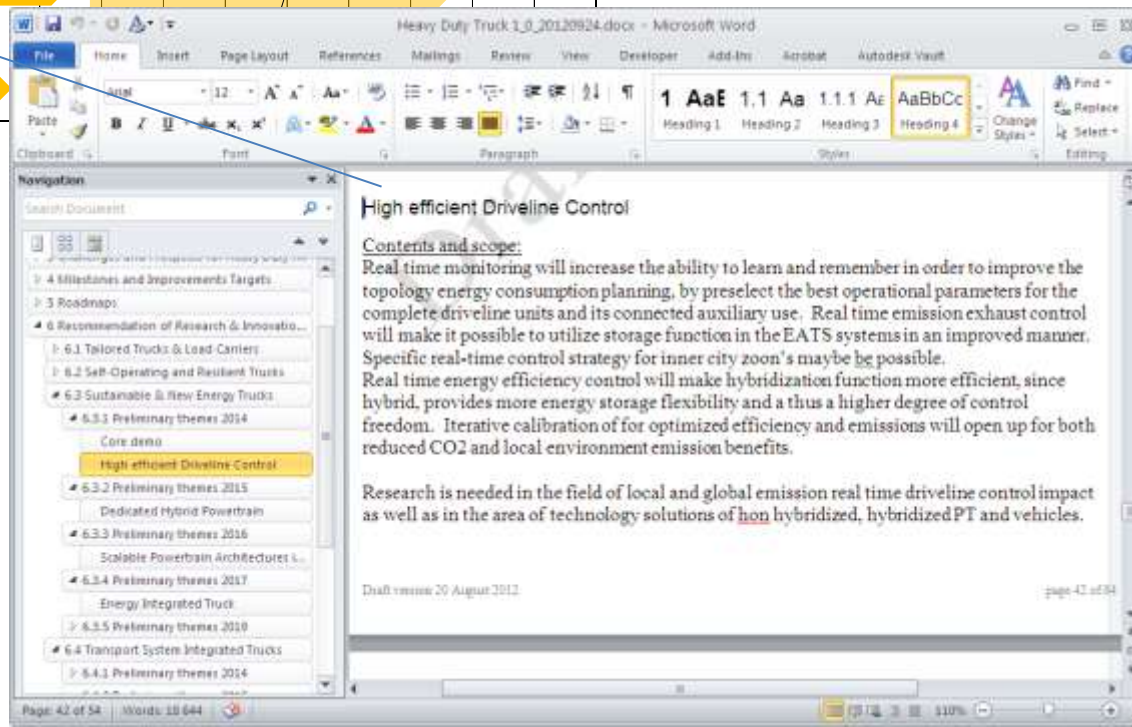 Heavy Duty Truck 1_0_20120924.docx - Microsoft Word
File Home Insert Page Layout References Mailings Review View Developer Add-Ins Acrobat Autodesk Vault
Paste
Arial 12
B I U abc
1 AaB 1.1 Aa 1.1.1 Aa AaBbCc
Heading 1 Heading 2 Heading 3 Heading 4
Change Styles
Find
Replace
Select
Clipboard Font Paragraph Styles Editing
Navigation
Search Document
4 Milestones and Improvements Targets
5 Roadmaps
6 Recommendation of Research & Innovatio...
6.1 Tailored Trucks & Load Carriers
6.2 Self-Operating and Resilient Trucks
6.3 Sustainable & New Energy Trucks
6.3.1 Preliminary themes 2014
Core demo
High efficient Driveline Control
6.3.2 Preliminary themes 2015
Dedicated Hybrid Powertrain
6.3.3 Preliminary themes 2016
Scalable Powertrain Architectures
6.3.4 Preliminary themes 2017
Energy Integrated Truck
6.3.5 Preliminary themes 2019
6.4 Transport System Integrated Trucks
6.4.1 Preliminary themes 2014
High efficient Driveline Control
Contents and scope:
Real time monitoring will increase the ability to learn and remember in order to improve the
topology energy consumption planning, by preselect the best operational parameters for the
complete driveline units and its connected auxiliary use. Real time emission exhaust control
will make it possible to utilize storage function in the EATS systems in an improved manner.
Specific real-time control strategy for inner city zoon's maybe be possible.
Real time energy efficiency control will make hybridization function more efficient, since
hybrid, provides more energy storage flexibility and a thus a higher degree of control
freedom. Iterative calibration of for optimized efficiency and emissions will open up for both
reduced CO2 and local environment emission benefits.
Research is needed in the field of local and global emission real time driveline control impact
as well as in the area of technology solutions of hon hybridized, hybridized PT and vehicles.
Draft version 20 August 2012 page 42 of 84
Page: 42 of 54 Words: 18 644 110%